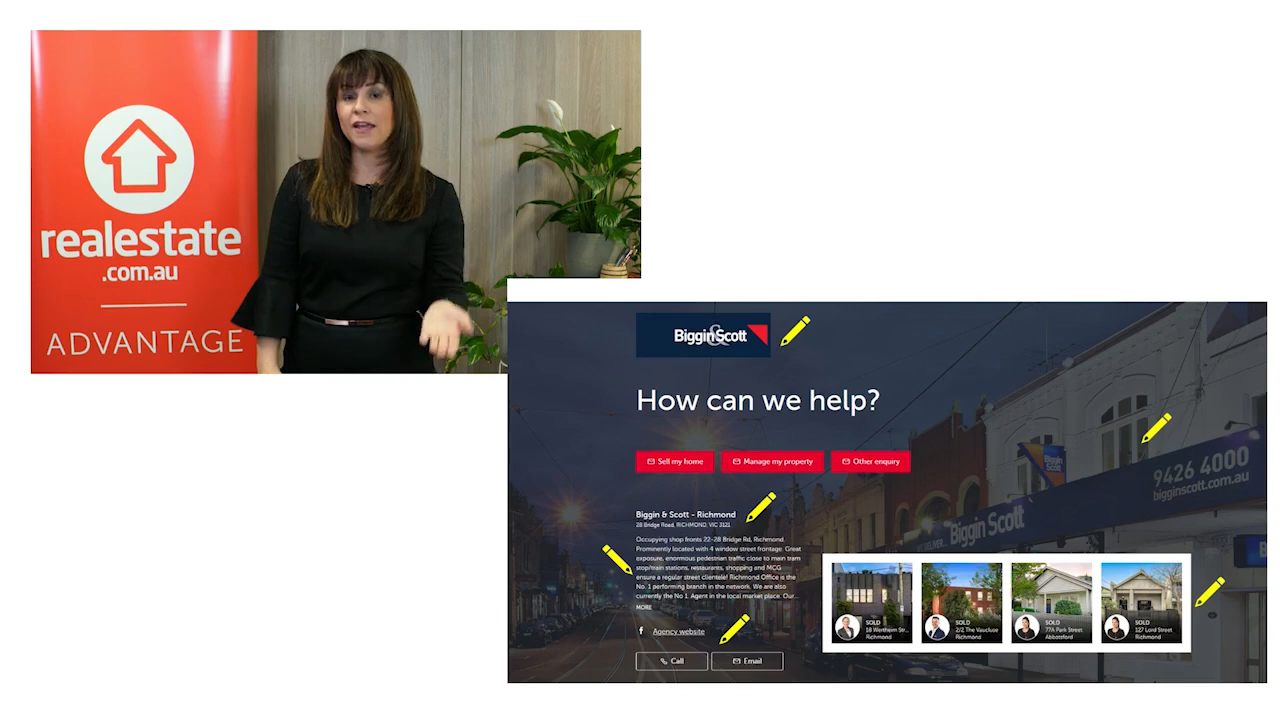 realestate
.com.au
ADVANTAGE
Biggin&Scott
How can we help?
Sell my home
Manage my property
Other enquiry
Biggin & Scott - Richmond
28 Bridge Road, RICHMOND, VIC 3121
Occupying shop fronts 22-28 Bridge Rd, Richmond.
Prominently located with 4 window street frontage. Great
exposure, enormous pedestrian traffic close to main tram
stop/train stations, restaurants, shopping and MCG
ensure a regular street clientele! Richmond Office is the
No. 1 performing branch in the network. We are also
currently the No 1. Agent in the local market place. Our...
MORE
f Agency website
Call
Email
Biggin
Scott
9426 4000
bigginscott.com.au
Biggin Scott
SOLD
18 Wertheim Str...
Richmond
SOLD
2/2 The Vaucluse
Richmond
SOLD
77A Park Street
Abbotsford
SOLD
127 Lord Street
Richmond